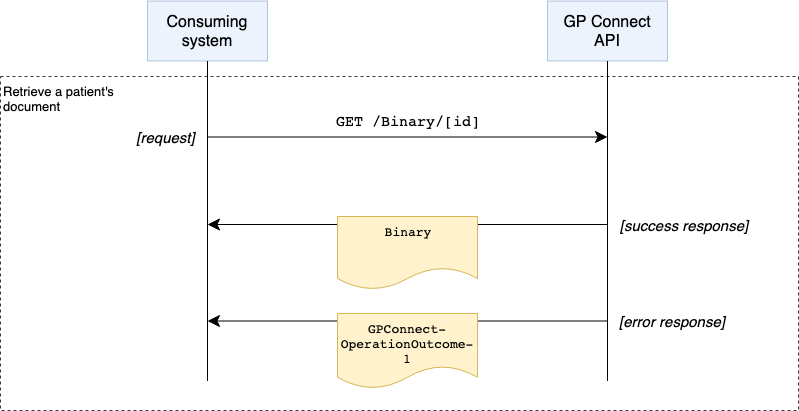 Consuming
system
GP Connect
API
Retrieve a patient's
document
GET /Binary/[id]
[request]
Binary
[success response]
GPConnect-
OperationOutcome-
1
[error response]